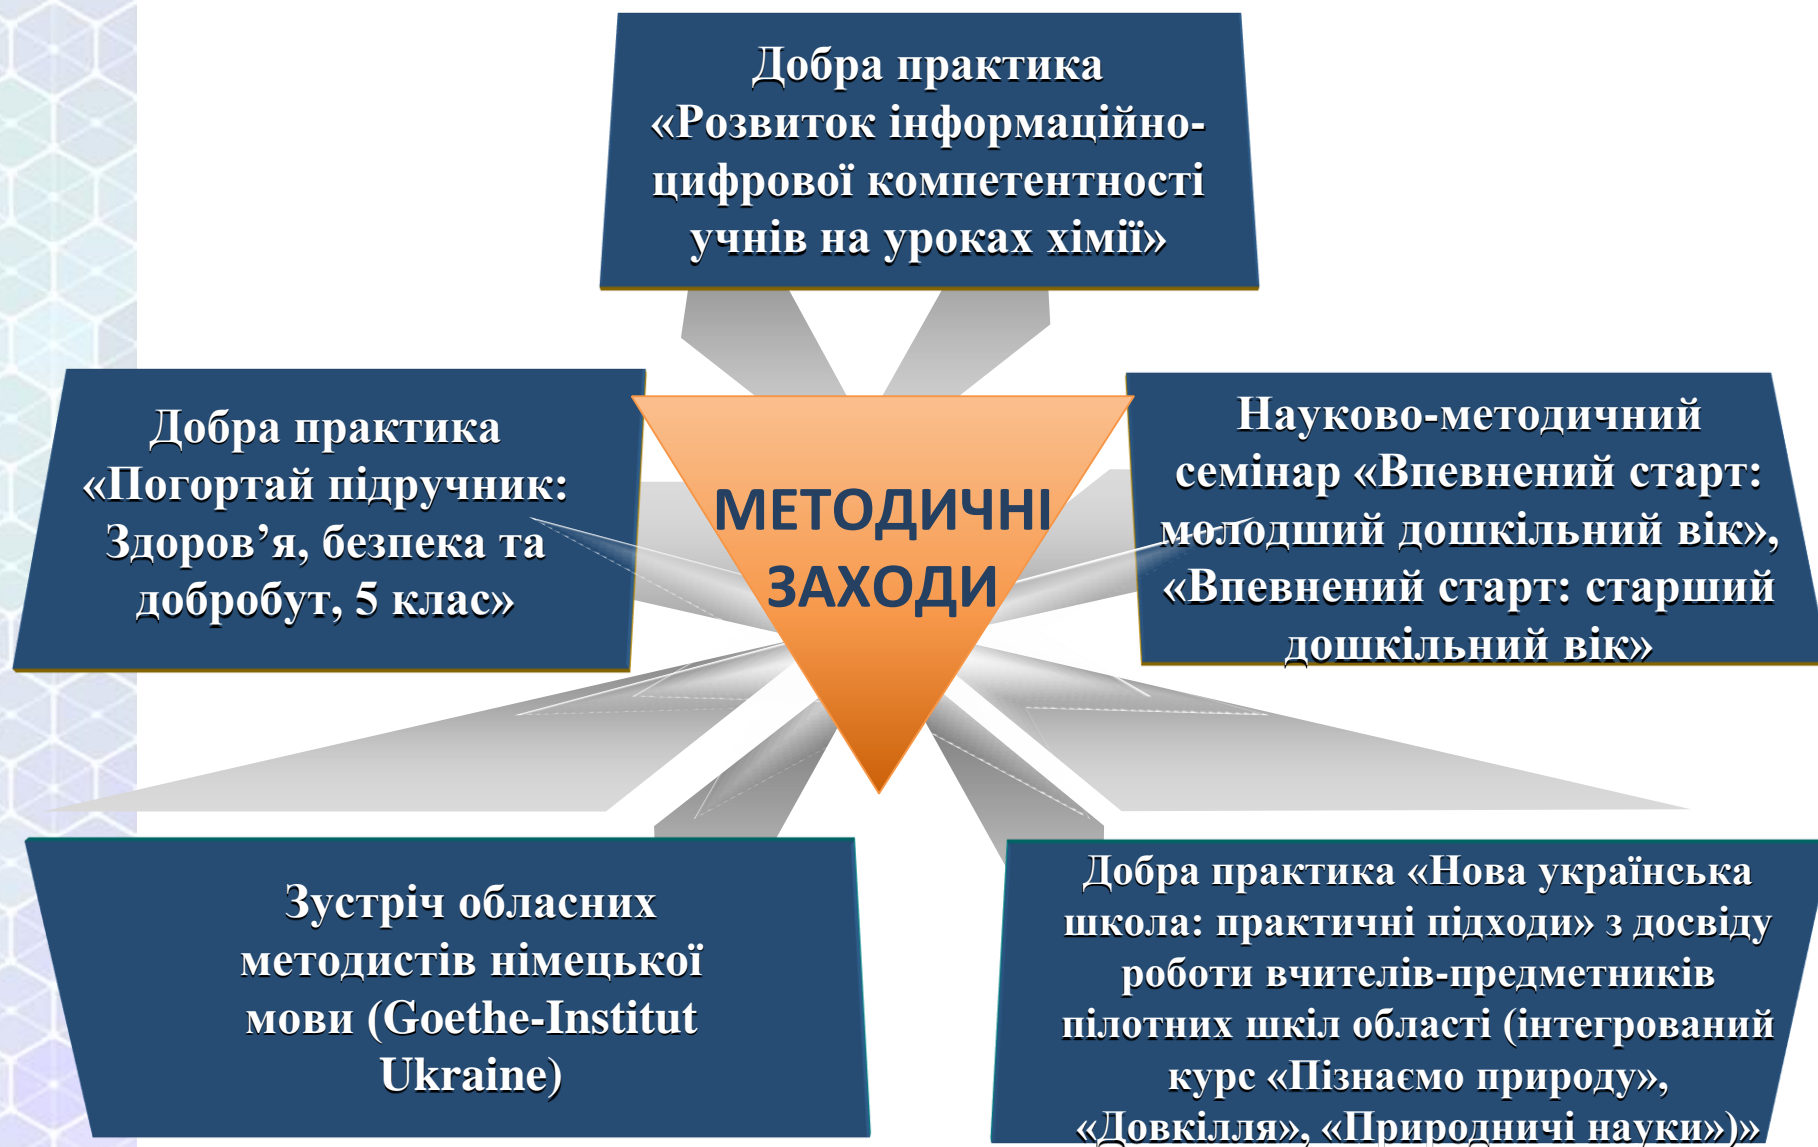 Добра практика
«Розвиток інформаційно-
цифрової компетентності
учнів на уроках хімії»
Добра практика
«Погортай підручник:
Здоров’я, безпека та
добробут, 5 клас»
МЕТОДИЧНІ
ЗАХОДИ
Науково-методичний
семінар «Впевнений старт:
молодший дошкільний вік»,
«Впевнений старт: старший
дошкільний вік»
Зустріч обласних
методистів німецької
мови (Goethe-Institut
Ukraine)
Добра практика «Нова українська
школа: практичні підходи» з досвіду
роботи вчителів-предметників
пілотних шкіл області (інтегрований
курс «Пізнаємо природу»,
«Довкілля», «Природничі науки»)»